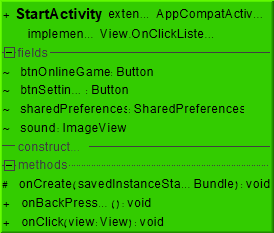 + StartActivity exten... AppCompatActiv...
implemen... View.OnClickListe...
fields
~ btnOnlineGame: Button
~ btnSettin... : Button
~ sharedPreferences: SharedPreferences
~ sound: ImageView
construct...
methods
# onCreate(savedInstanceSta... Bundle): void
+ onBackPress... (): void
+ onClick(view: View): void